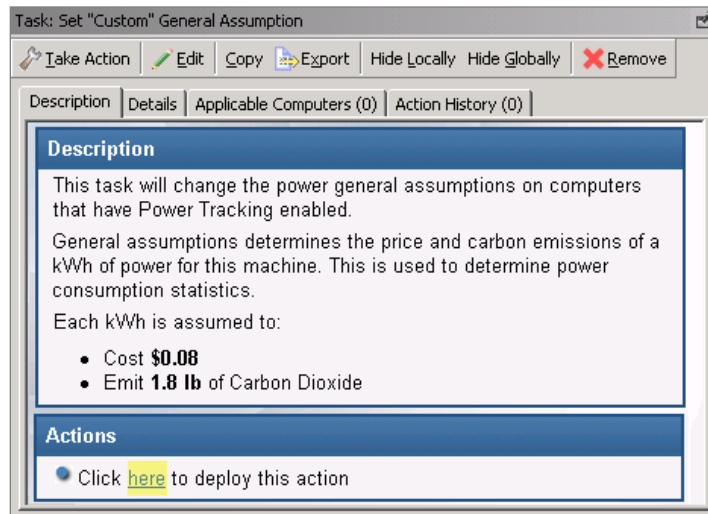 Task: Set "Custom" General Assumption
Take Action Edit Copy Export Hide Locally Hide Globally Remove
Description Details Applicable Computers (0) Action History (0)
Description
This task will change the power general assumptions on computers
that have Power Tracking enabled.
General assumptions determines the price and carbon emissions of a
kWh of power for this machine. This is used to determine power
consumption statistics.
Each kWh is assumed to:
• Cost $0.08
• Emit 1.8 lb of Carbon Dioxide
Actions
Click here to deploy this action